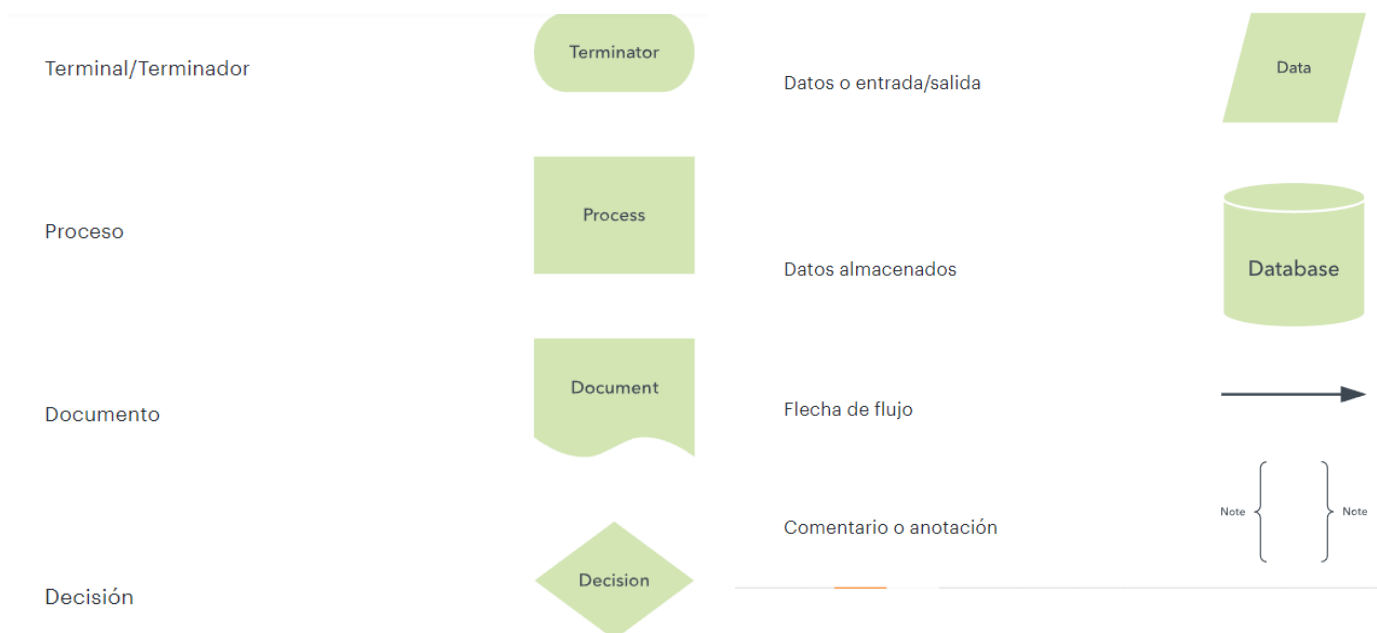 Terminal/Terminador
Terminator
Proceso
Process
Documento
Document
Decisión
Decision
Datos o entrada/salida
Data
Datos almacenados
Database
Flecha de flujo
Comentario o anotación
Note
Note